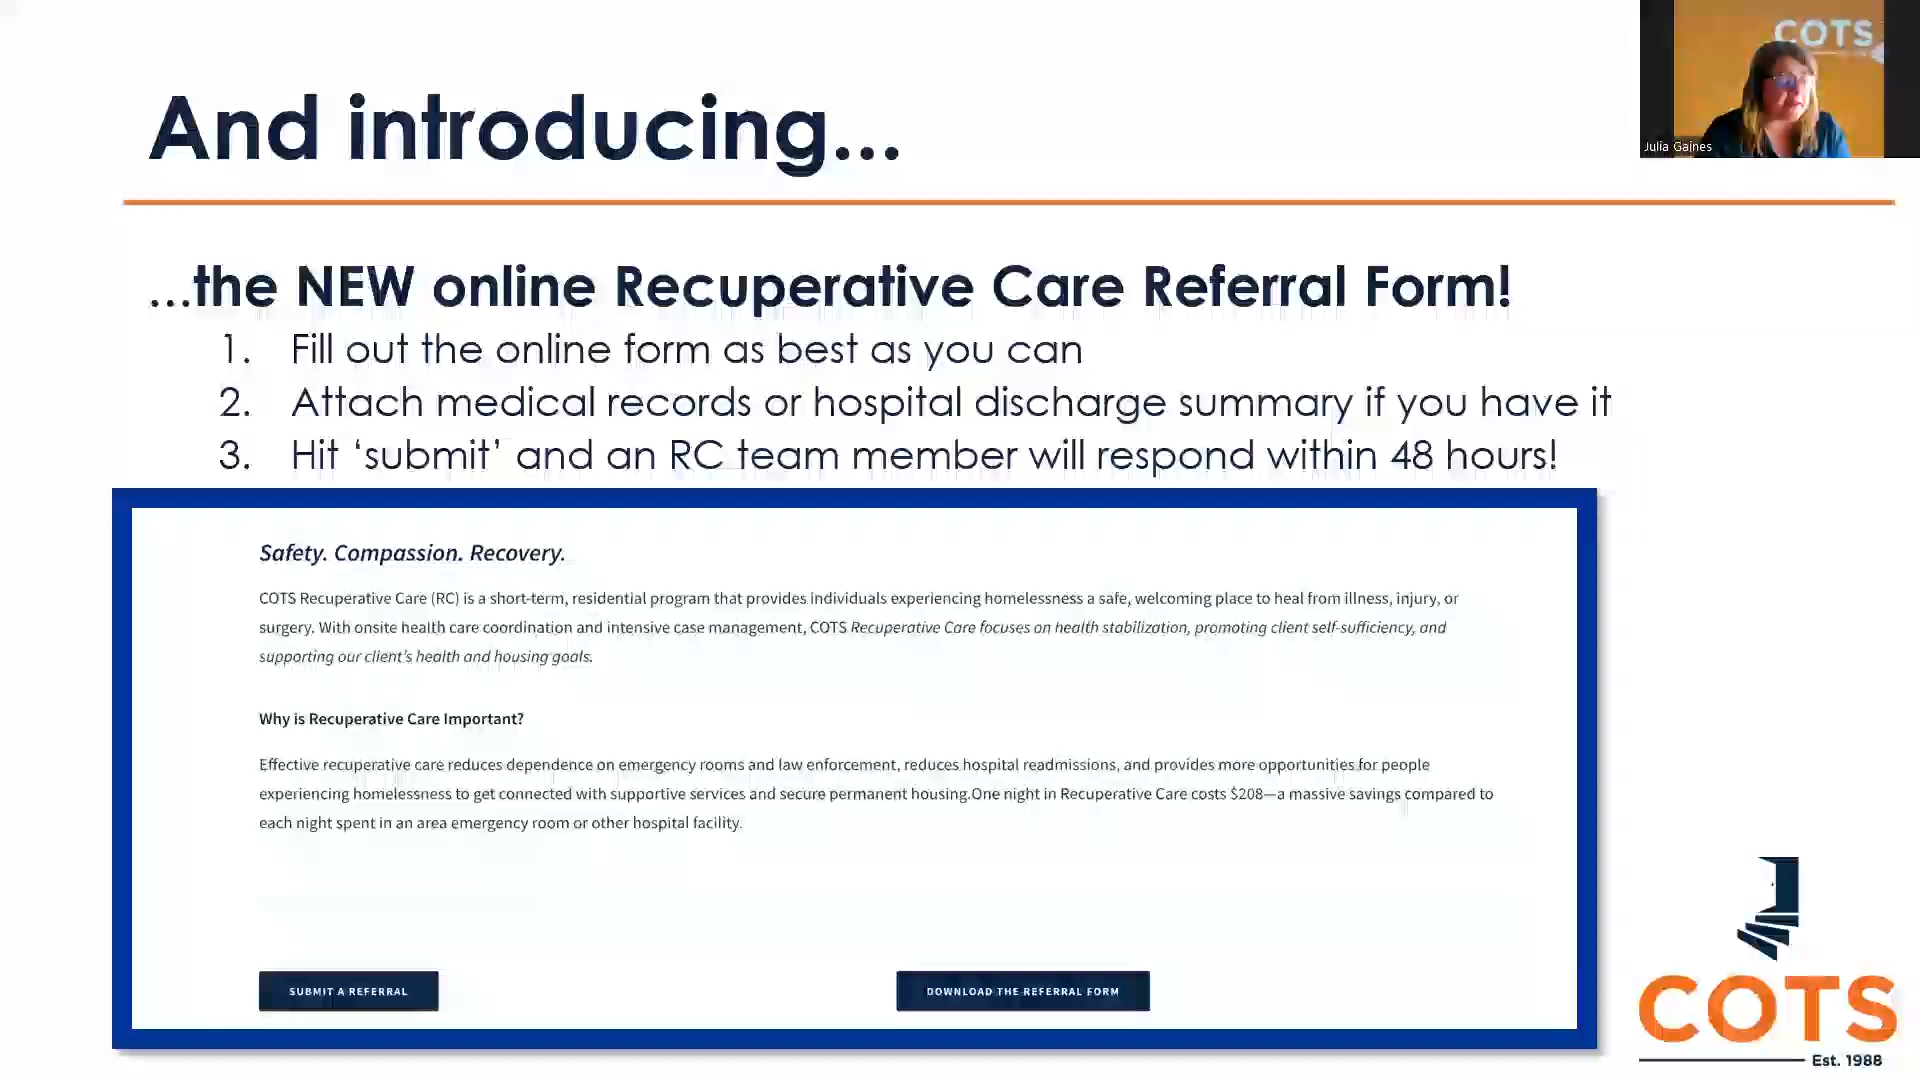 COTS
Julia Gaines
And introducing...
...the NEW online Recuperative Care Referral Form!
1. Fill out the online form as best as you can
2. Attach medical records or hospital discharge summary if you have it
3. Hit ‘submit’ and an RC team member will respond within 48 hours!
Safety. Compassion. Recovery.
COTS Recuperative Care (RC) is a short-term, residential program that provides individuals experiencing homelessness a safe, welcoming place to heal from illness, injury, or
surgery. With onsite health care coordination and intensive case management, COTS Recuperative Care focuses on health stabilization, promoting client self-sufficiency, and
supporting our client’s health and housing goals.
Why is Recuperative Care Important?
Effective recuperative care reduces dependence on emergency rooms and law enforcement, reduces hospital readmissions, and provides more opportunities for people
experiencing homelessness to get connected with supportive services and secure permanent housing.One night in Recuperative Care costs $208—a massive savings compared to
each night spent in an area emergency room or other hospital facility.
SUBMIT A REFERRAL
DOWNLOAD THE REFERRAL FORM
COTS
Est. 1988